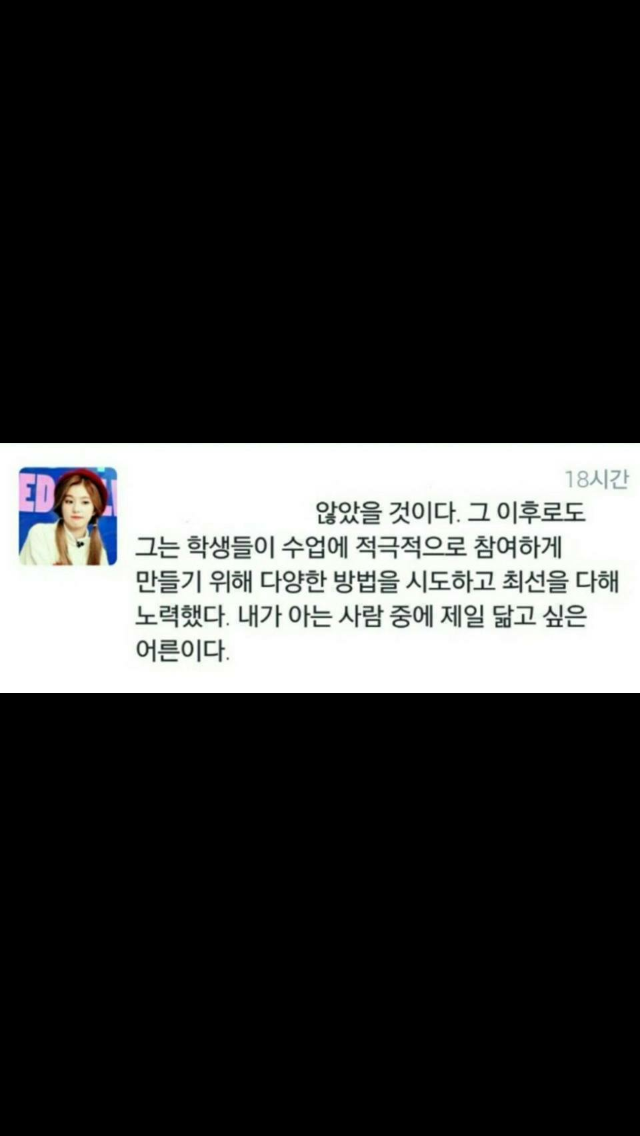 18시간
않았을 것이다. 그 이후로도
그는 학생들이 수업에 적극적으로 참여하게
만들기 위해 다양한 방법을 시도하고 최선을 다해
노력했다. 내가 아는 사람 중에 제일 닮고 싶은
어른이다.
ED